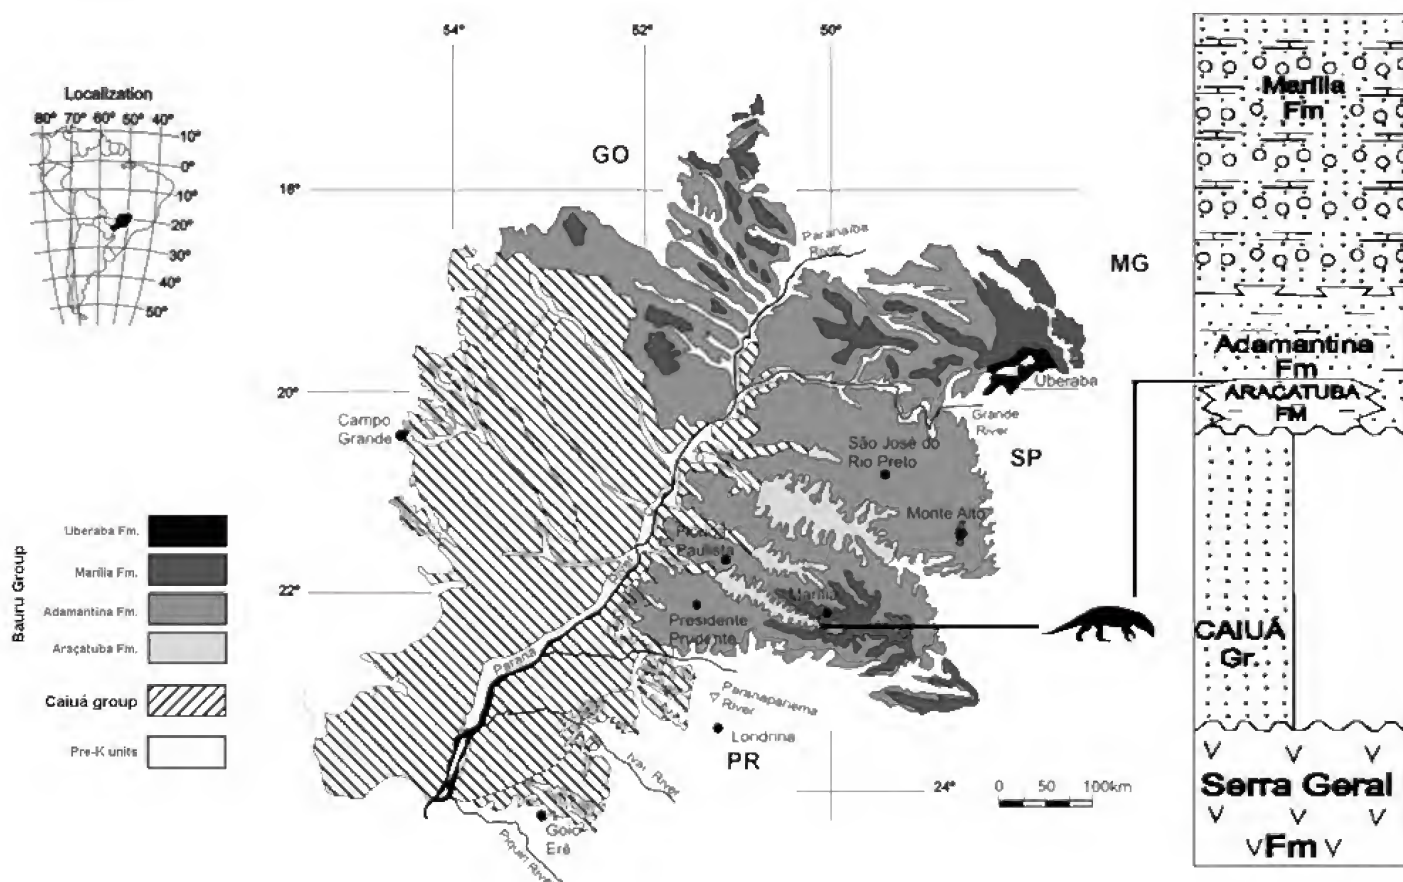 54°
52°
50°
Localization
80° 70° 60° 50° 40°
10°
0°
10°
20°
30°
40°
50°
GO
18°
Paranaíba
River
MG
20°
Uberaba
Grande
River
Campo
Grande
São José do
Rio Preto
SP
Monte Alto
Paulista
Marília
22°
Presidente
Prudente
Paraná
Paranapanema
River
Londrina
PR
Ivaí River
24°
0 50 100km
Goio
Erê
Piquiri River
Bauru Group
Uberaba Fm.
Marília Fm.
Adamantina Fm.
Araçatuba Fm.
Caiuá group
Pre-K units
Marília
Fm
Adamantina
Fm
ARAÇATUBA
FM
CAIUÁ
Gr.
V V V
Serra Geral
V V V
V Fm V